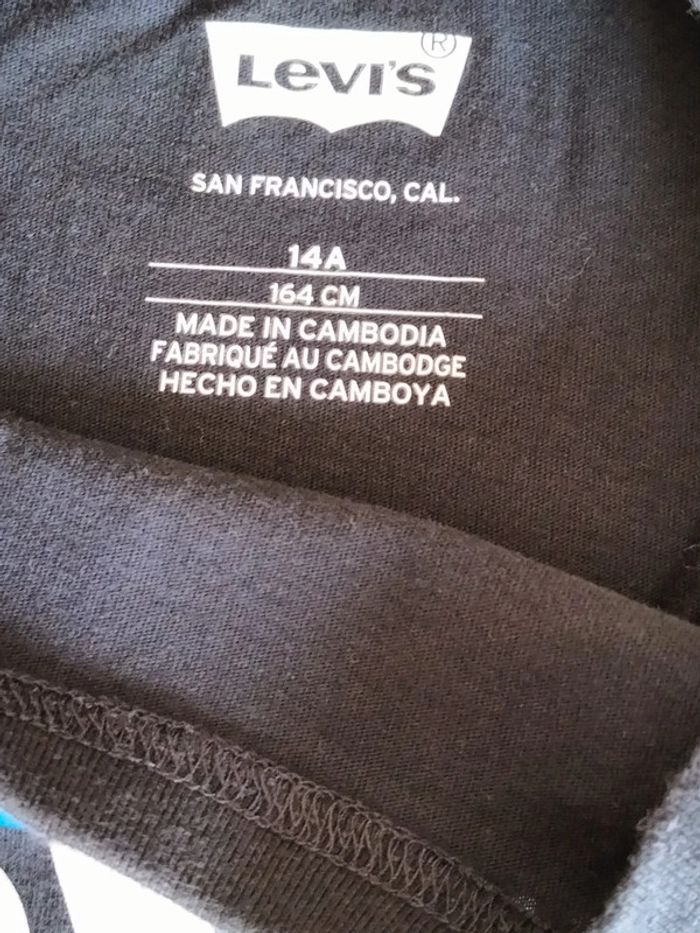 LEVI'S®
SAN FRANCISCO, CAL.
14A
164 CM
MADE IN CAMBODIA
FABRIQUÉ AU CAMBODGE
HECHO EN CAMBOYA